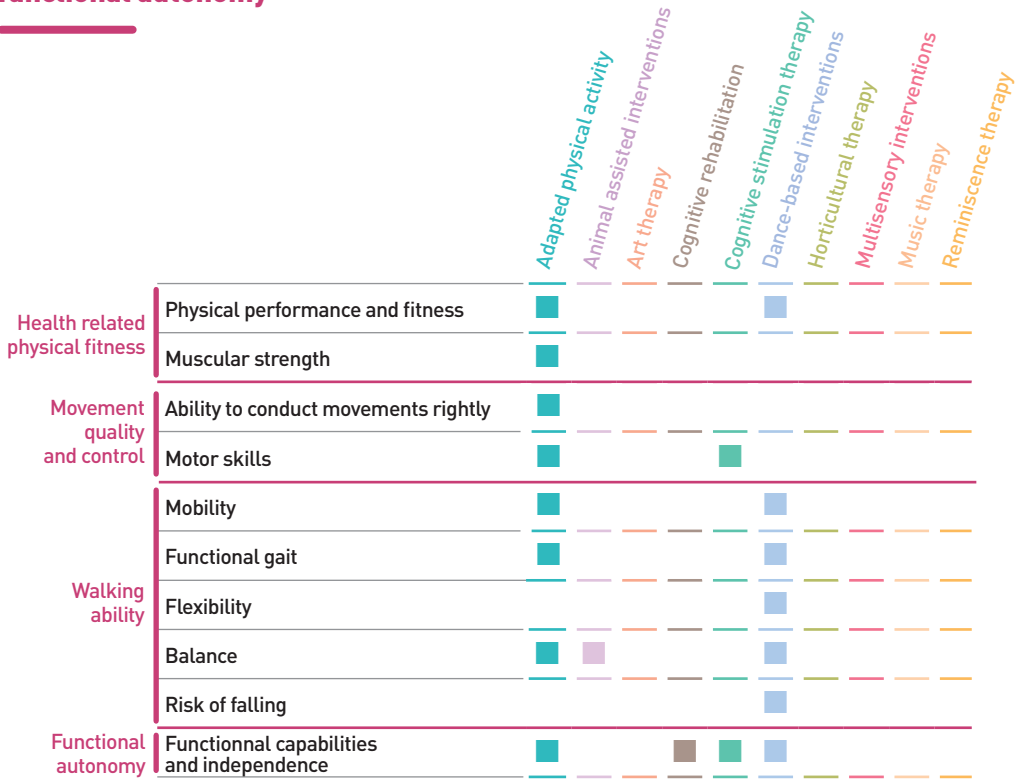 functional autonomy
Adapted physical activity
Animal assisted interventions
Art therapy
Cognitive rehabilitation
Cognitive stimulation therapy
Dance-based interventions
Horticultural therapy
Multisensory interventions
Music therapy
Reminiscence therapy
Health related
physical fitness
Physical performance and fitness
Muscular strength
Movement
quality
and control
Ability to conduct movements rightly
Motor skills
Walking
ability
Mobility
Functional gait
Flexibility
Balance
Risk of falling
Functional
autonomy
Functionnal capabilities
and independence